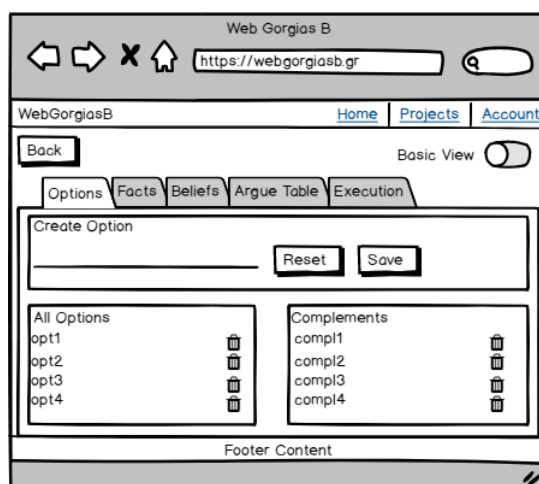 Web Gorgias B
https://webgorgiasb.gr
WebGorgiasB Home Projects Account
Back Basic View
Options Facts Beliefs Argue Table Execution
Create Option
Reset Save
All Options Complements
opt1 compl1
opt2 compl2
opt3 compl3
opt4 compl4
Footer Content